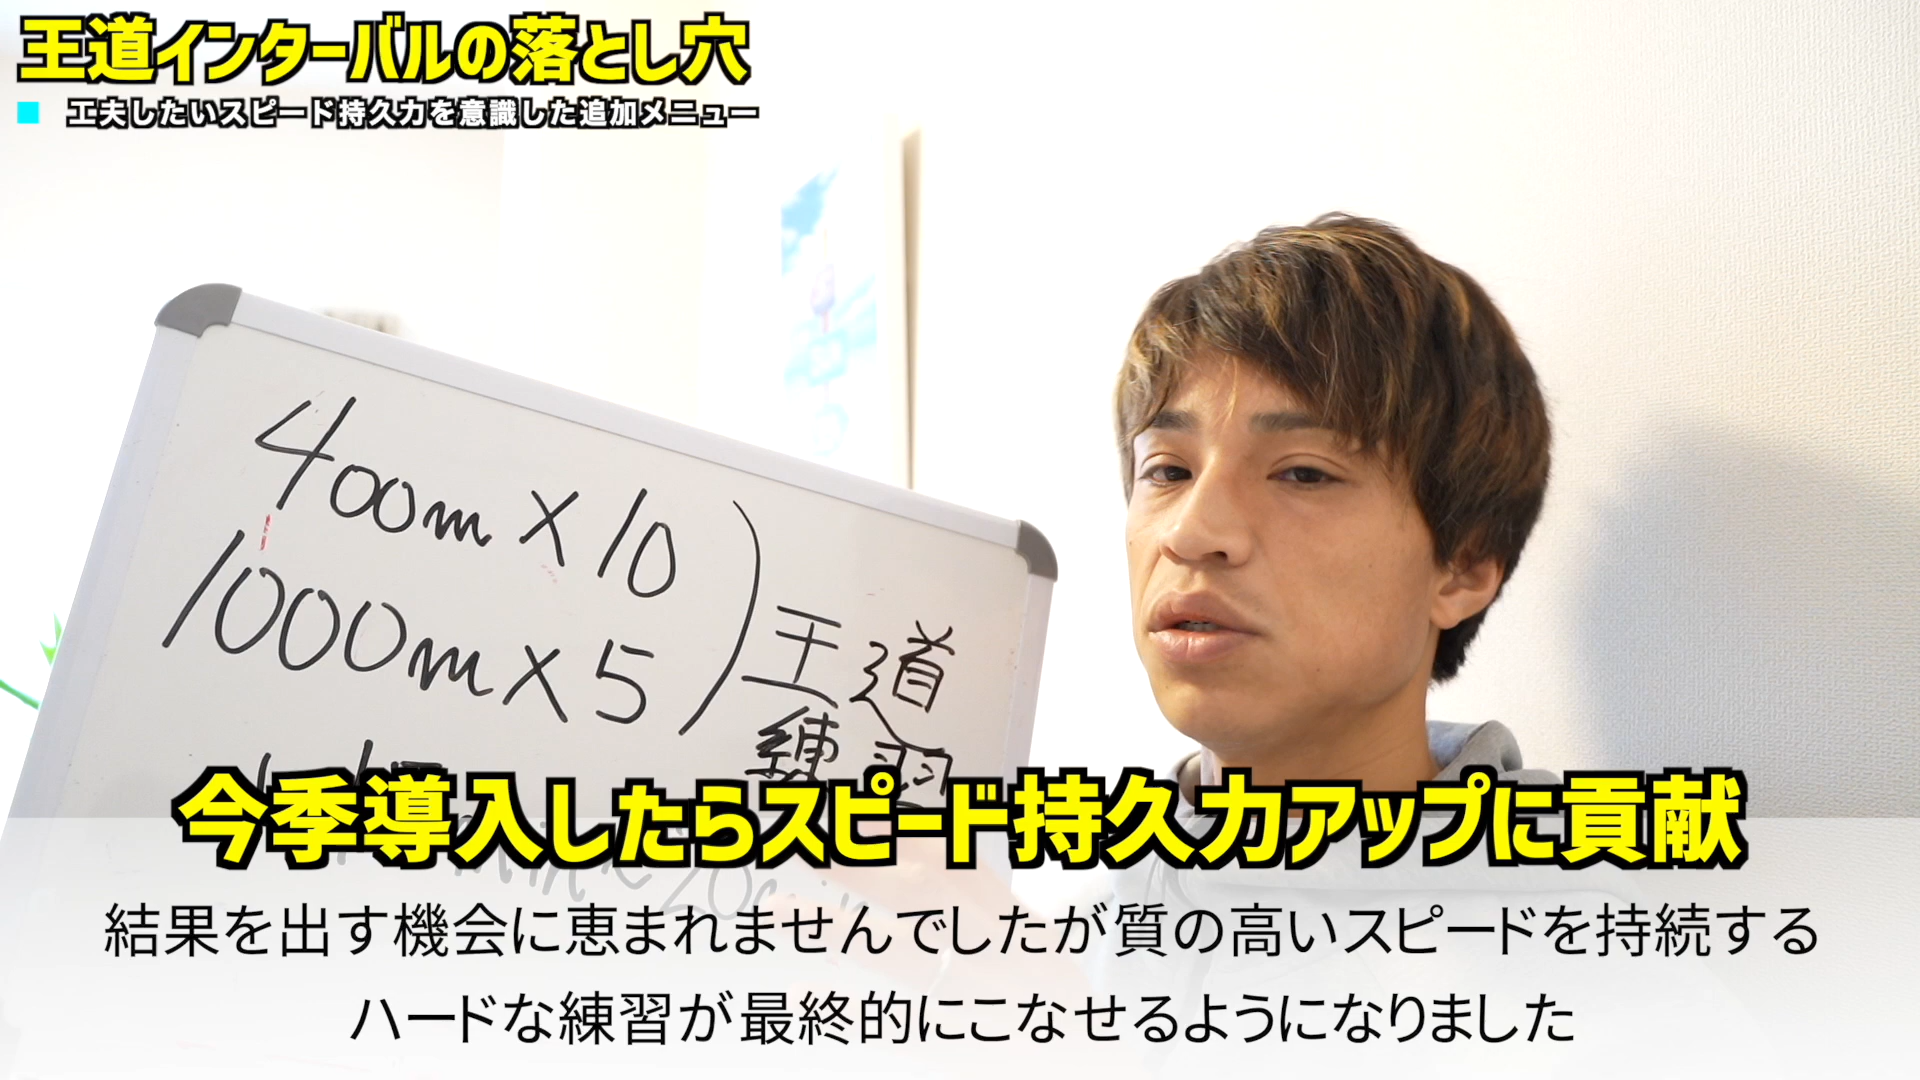 王道インターバルの落とし穴
工夫したいスピード持久力を意識した追加メニュー
400m×10
1000m×5
王道
練習
今季導入したらスピード持久力アップに貢献
結果を出す機会に恵まれませんでしたが質の高いスピードを持続する
ハードな練習が最終的にこなせるようになりました